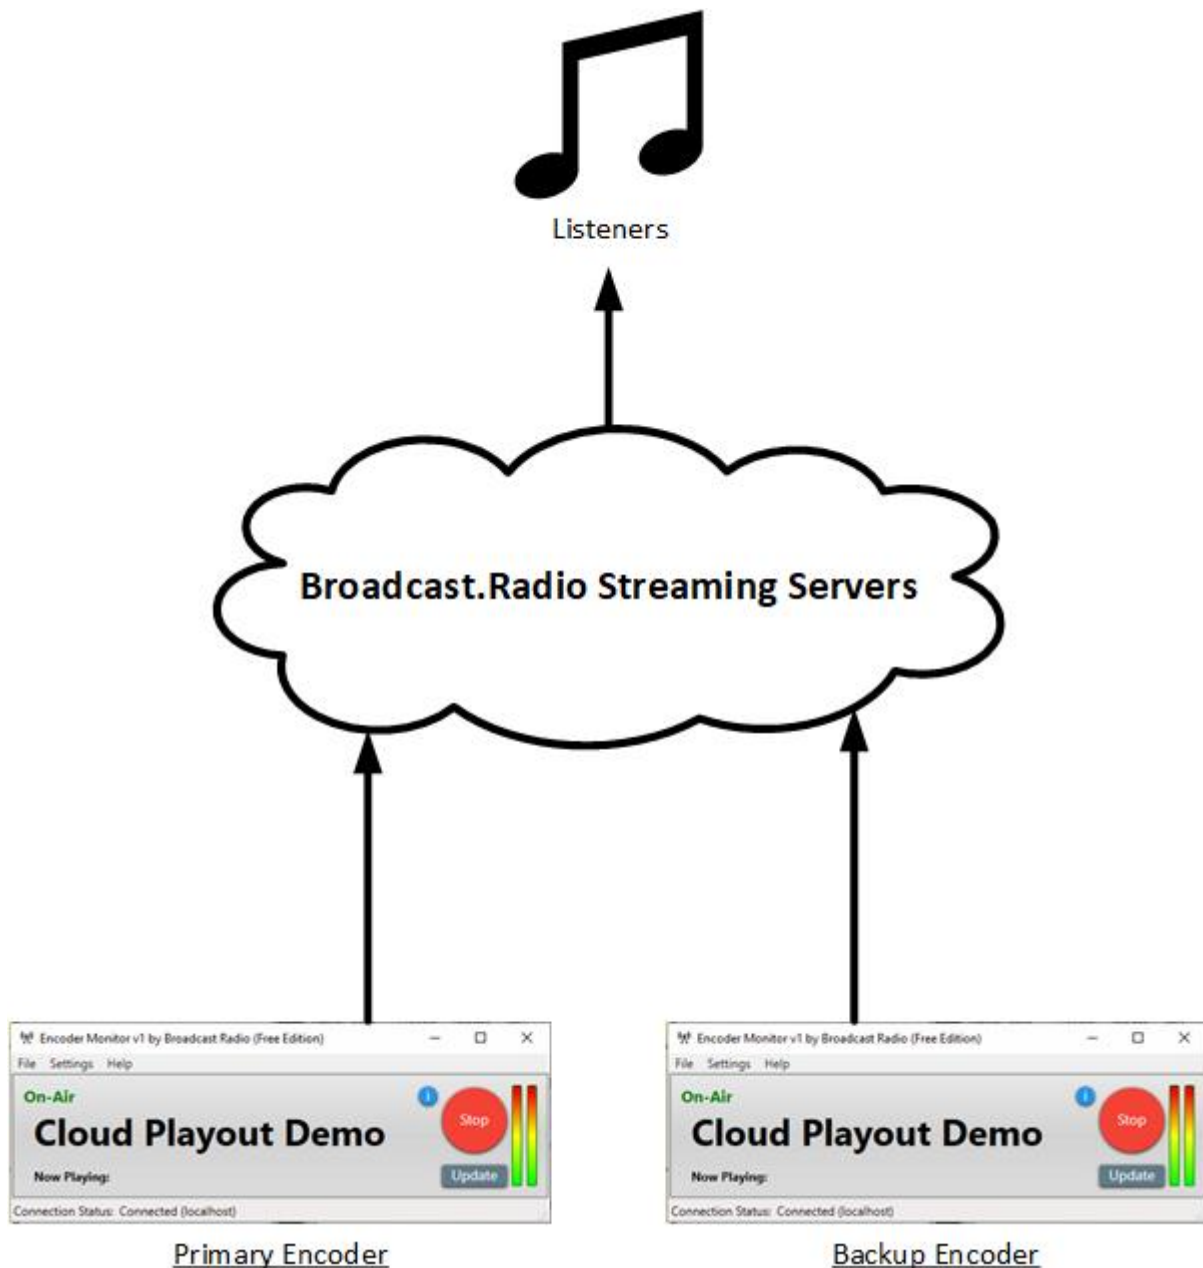 Listeners
Broadcast.Radio Streaming Servers
Encoder Monitor v1 by Broadcast Radio (Free Edition)
File Settings Help
On-Air
i
Stop
Cloud Playout Demo
Now Playing:
Update
Connection Status: Connected (localhost)
Primary Encoder
Encoder Monitor v1 by Broadcast Radio (Free Edition)
File Settings Help
On-Air
i
Stop
Cloud Playout Demo
Now Playing:
Update
Connection Status: Connected (localhost)
Backup Encoder